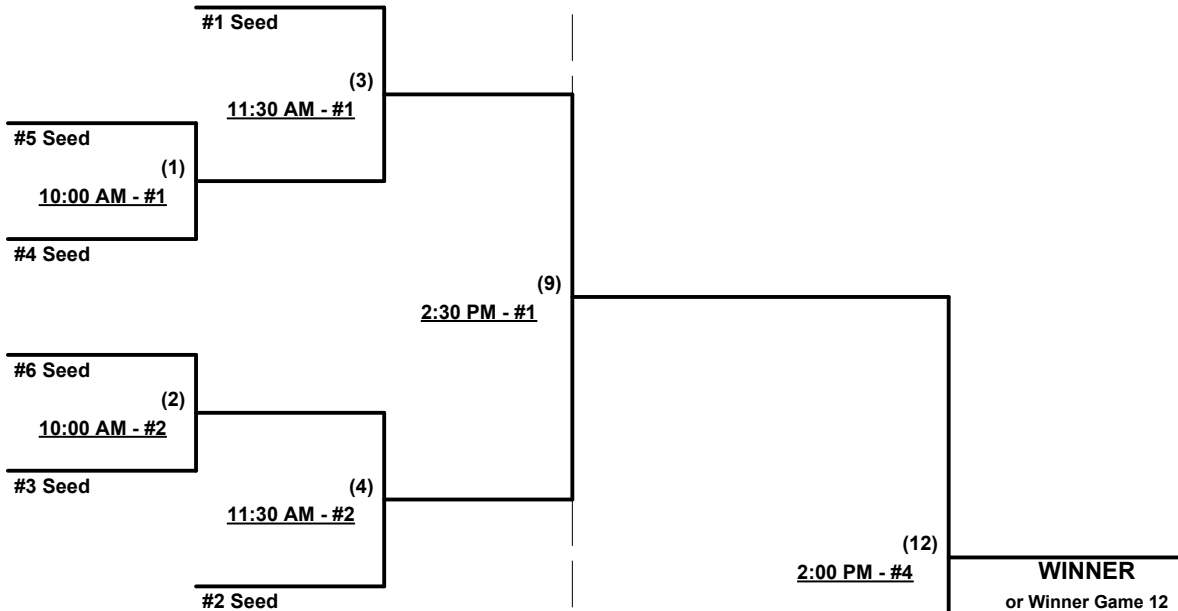 #1 Seed
(3)
11:30 AM - #1
#5 Seed
(1)
10:00 AM - #1
#4 Seed
(9)
2:30 PM - #1
#6 Seed
(2)
10:00 AM - #2
#3 Seed
(4)
11:30 AM - #2
#2 Seed
(12)
2:00 PM - #4
WINNER
or Winner Game 12